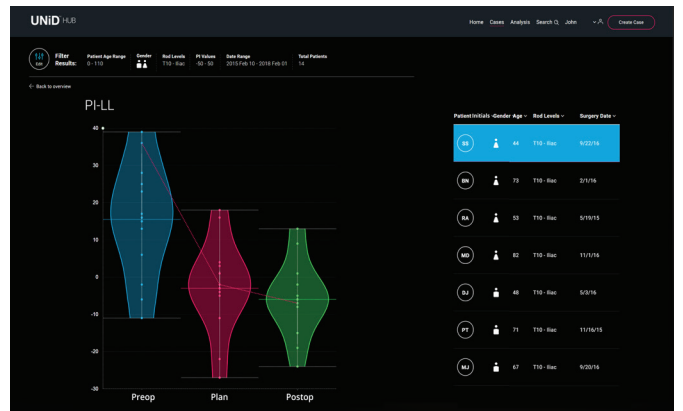 UNiD HUB
Home Cases Analysis Search John Create Case
Edit
Filter Results:
Patient Age Range Gender Rod Levels PI Values Date Range Total Patients
0 - 110 T10 - Iliac -50 - 50 2015 Feb 10 - 2018 Feb 01 14
← Back to overview
PI-LL
40
30
20
10
0
-10
-20
-30
Preop Plan Postop
Patient Initials Gender Age Rod Levels Surgery Date
SS 44 T10 - Iliac 9/22/16
BN 73 T10 - Iliac 2/1/16
RA 53 T10 - Iliac 5/19/15
MD 82 T10 - Iliac 11/1/16
DJ 48 T10 - Iliac 5/3/16
PT 71 T10 - Iliac 11/16/15
MJ 67 T10 - Iliac 9/20/16